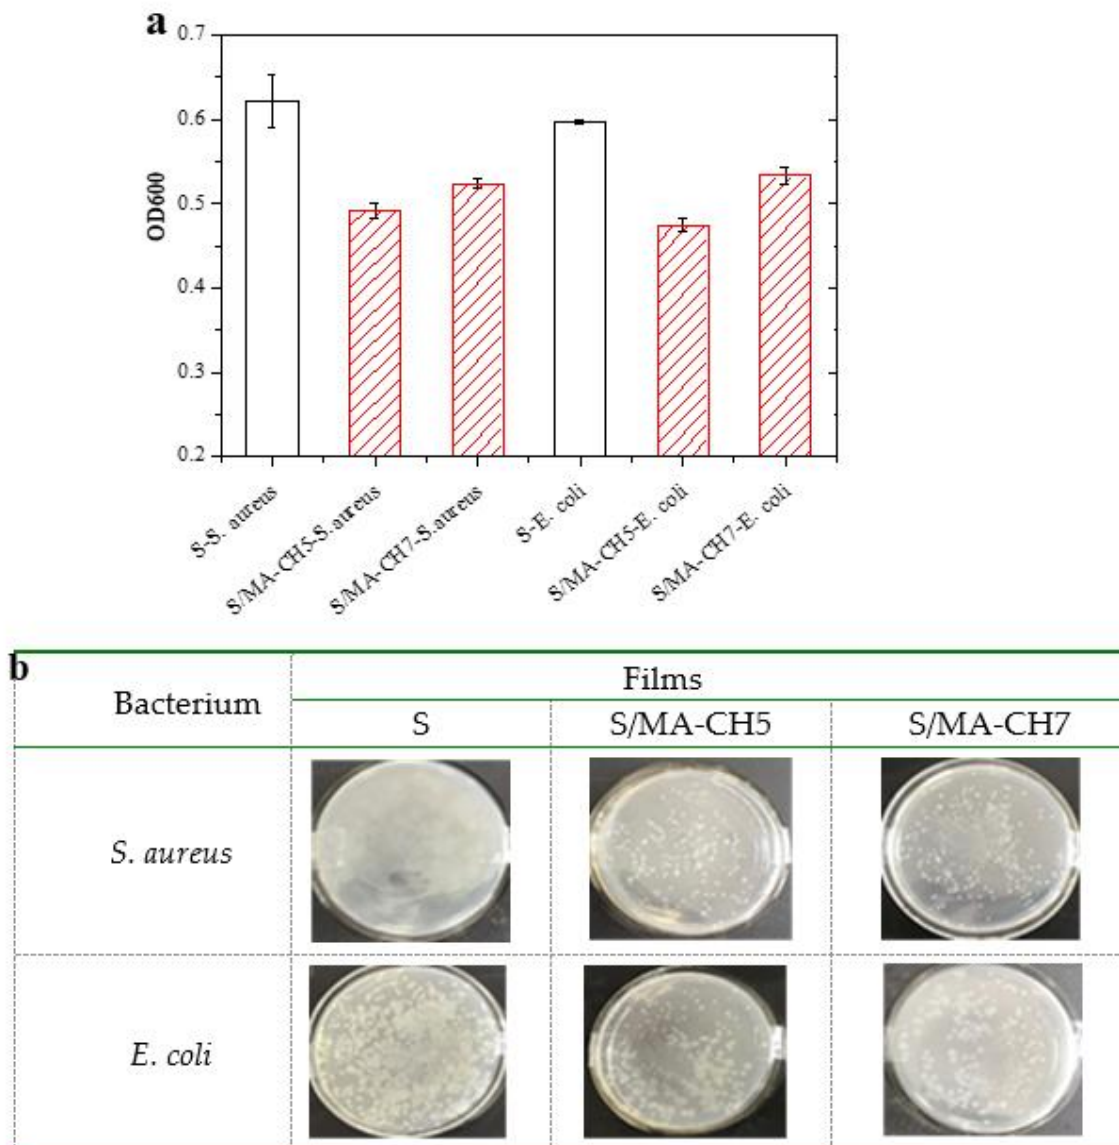 a
0.7
0.6
0.5
0.4
0.3
0.2
OD600
S-S. aureus
S/MA-CH5-S.aureus
S/MA-CH7-S.aureus
S-E. coli
S/MA-CH5-E. coli
S/MA-CH7-E. coli
b
Bacterium
Films
S
S/MA-CH5
S/MA-CH7
S. aureus
E. coli